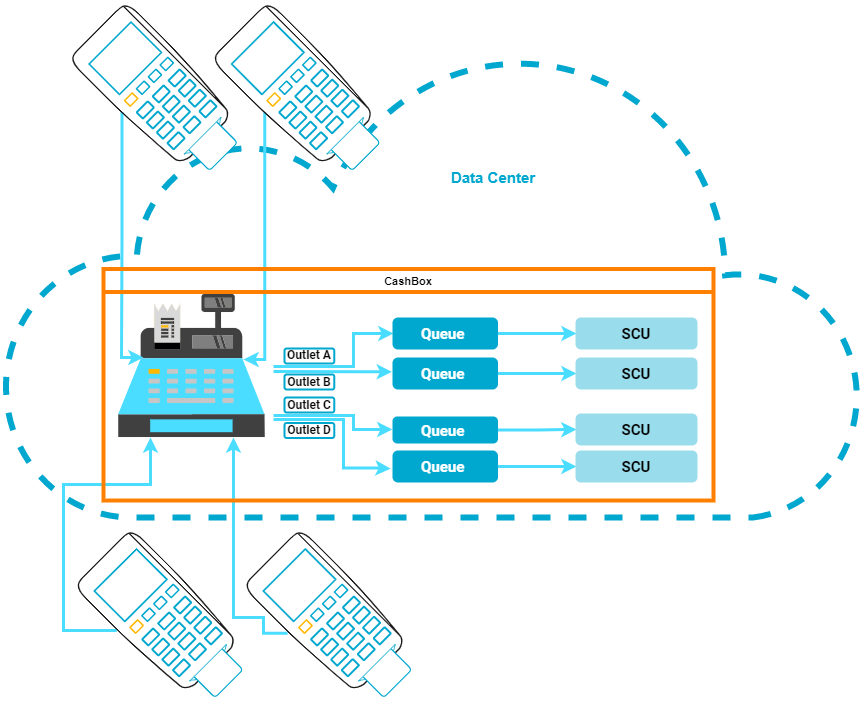 Data Center
CashBox
Outlet A
Outlet B
Outlet C
Outlet D
Queue
SCU
Queue
SCU
Queue
SCU
Queue
SCU